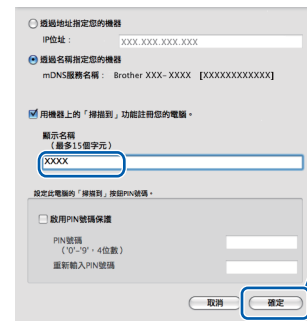 透過地址指定您的機器
IP位址： XXX.XXX.XXX.XXX
透過名稱指定您的機器
mDNS服務名稱： Brother XXX- XXXX [XXXXXXXXXXXX]
用機器上的「掃描到」功能註冊您的電腦。
顯示名稱
（最多15個字元）
XXXX
設定此電腦的「掃描到」按鈕PIN號碼。
啟用PIN號碼保護
PIN號碼
（'0'-'9'，4位數）
重新輸入PIN號碼
取消 確定